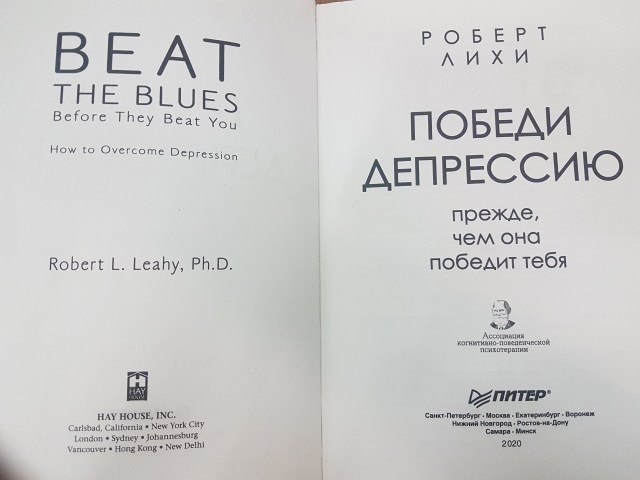 BEAT
THE BLUES
Before They Beat You
How to Overcome Depression
Robert L. Leahy, Ph.D.
HAY
HOUSE
HAY HOUSE, INC.
Carlsbad, California • New York City
London • Sydney • Johannesburg
Vancouver • Hong Kong • New Delhi
РОБЕРТ
ЛИХИ
ПОБЕДИ
ДЕПРЕССИЮ
прежде,
чем она
победит тебя
Ассоциация
когнитивно-поведенческой
психотерапии
ПИТЕР
Санкт-Петербург • Москва • Екатеринбург • Воронеж
Нижний Новгород • Ростов-на-Дону
Самара • Минск
2020